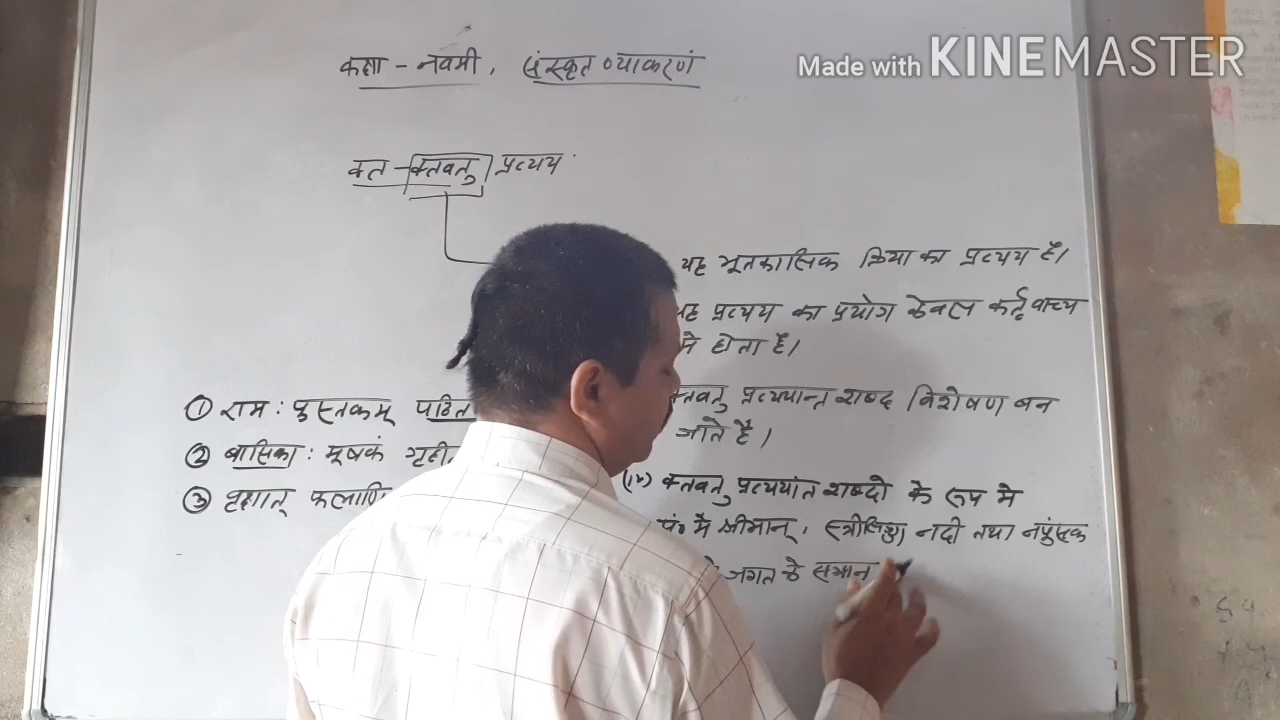 Made with KINEMASTER
कक्षा - नवमी, संस्कृत व्याकरणं
क्त - क्तवतु प्रत्यय
यह भूतकालिक क्रिया का प्रत्यय है।
यह प्रत्यय का प्रयोग केवल कर्तृवाच्य
मे होता है।
क्तवतु प्रत्ययान्त शब्द विशेषण बन
जाते है।
(iv) क्तवतु प्रत्ययांत शब्दो के रूप मे
पुं॰ मे श्रीमान्, स्त्रीलिङ्ग नदी तथा नपुंसक
जगत के समान
① राम: पुस्तकम् पठित
② बालिका: मूषकं गृही
③ वृक्षात् फलाणि